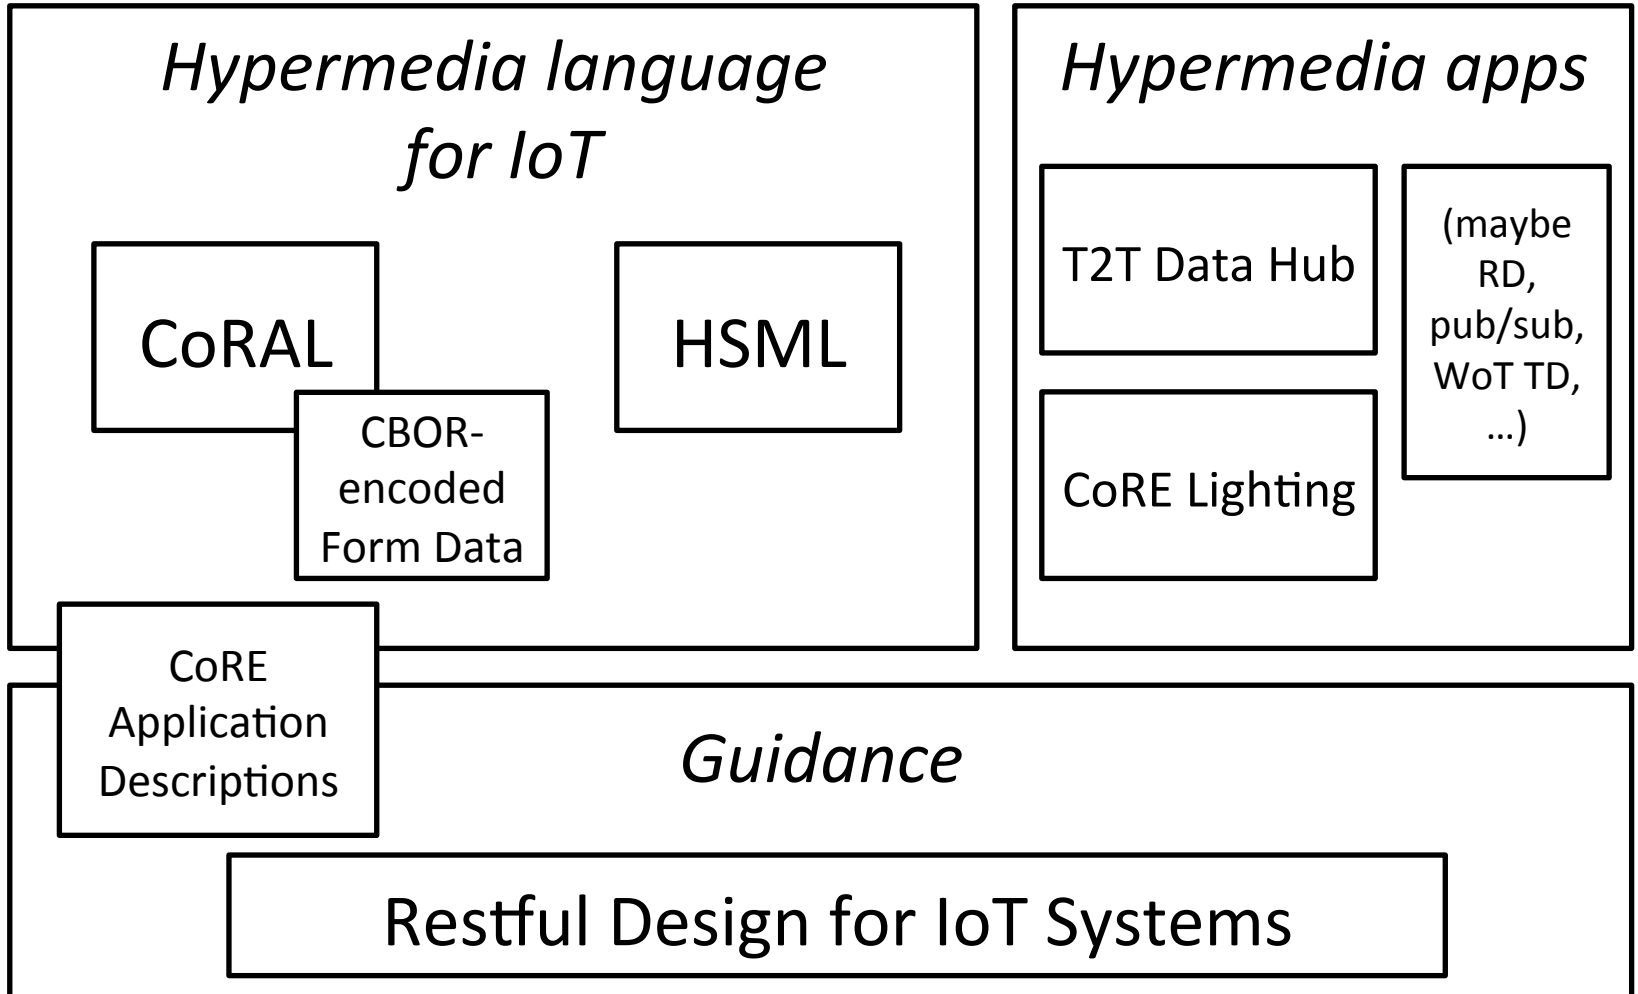 Hypermedia language
for IoT
CoRAL
HSML
CBOR-
encoded
Form Data
Hypermedia apps
T2T Data Hub
CoRE Lighting
(maybe
RD,
pub/sub,
WoT TD,
...)
CoRE
Application
Descriptions
Guidance
Restful Design for IoT Systems